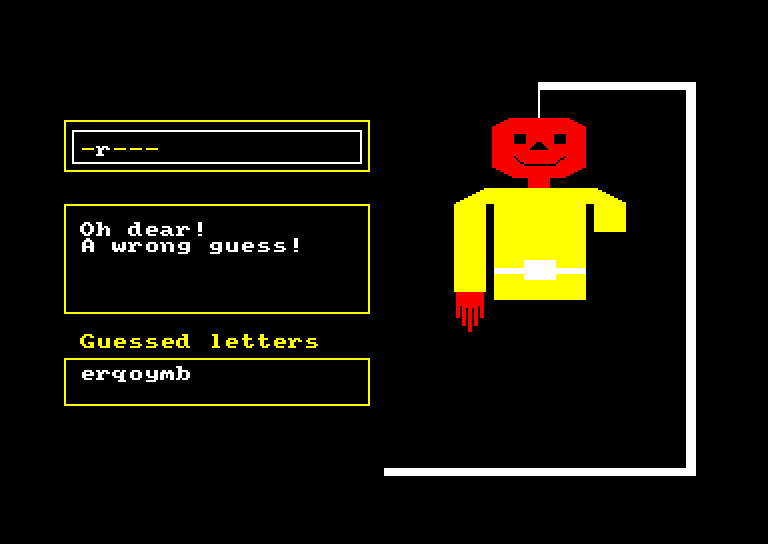 -r---
Oh dear!
A wrong guess!
Guessed letters
erqoymb